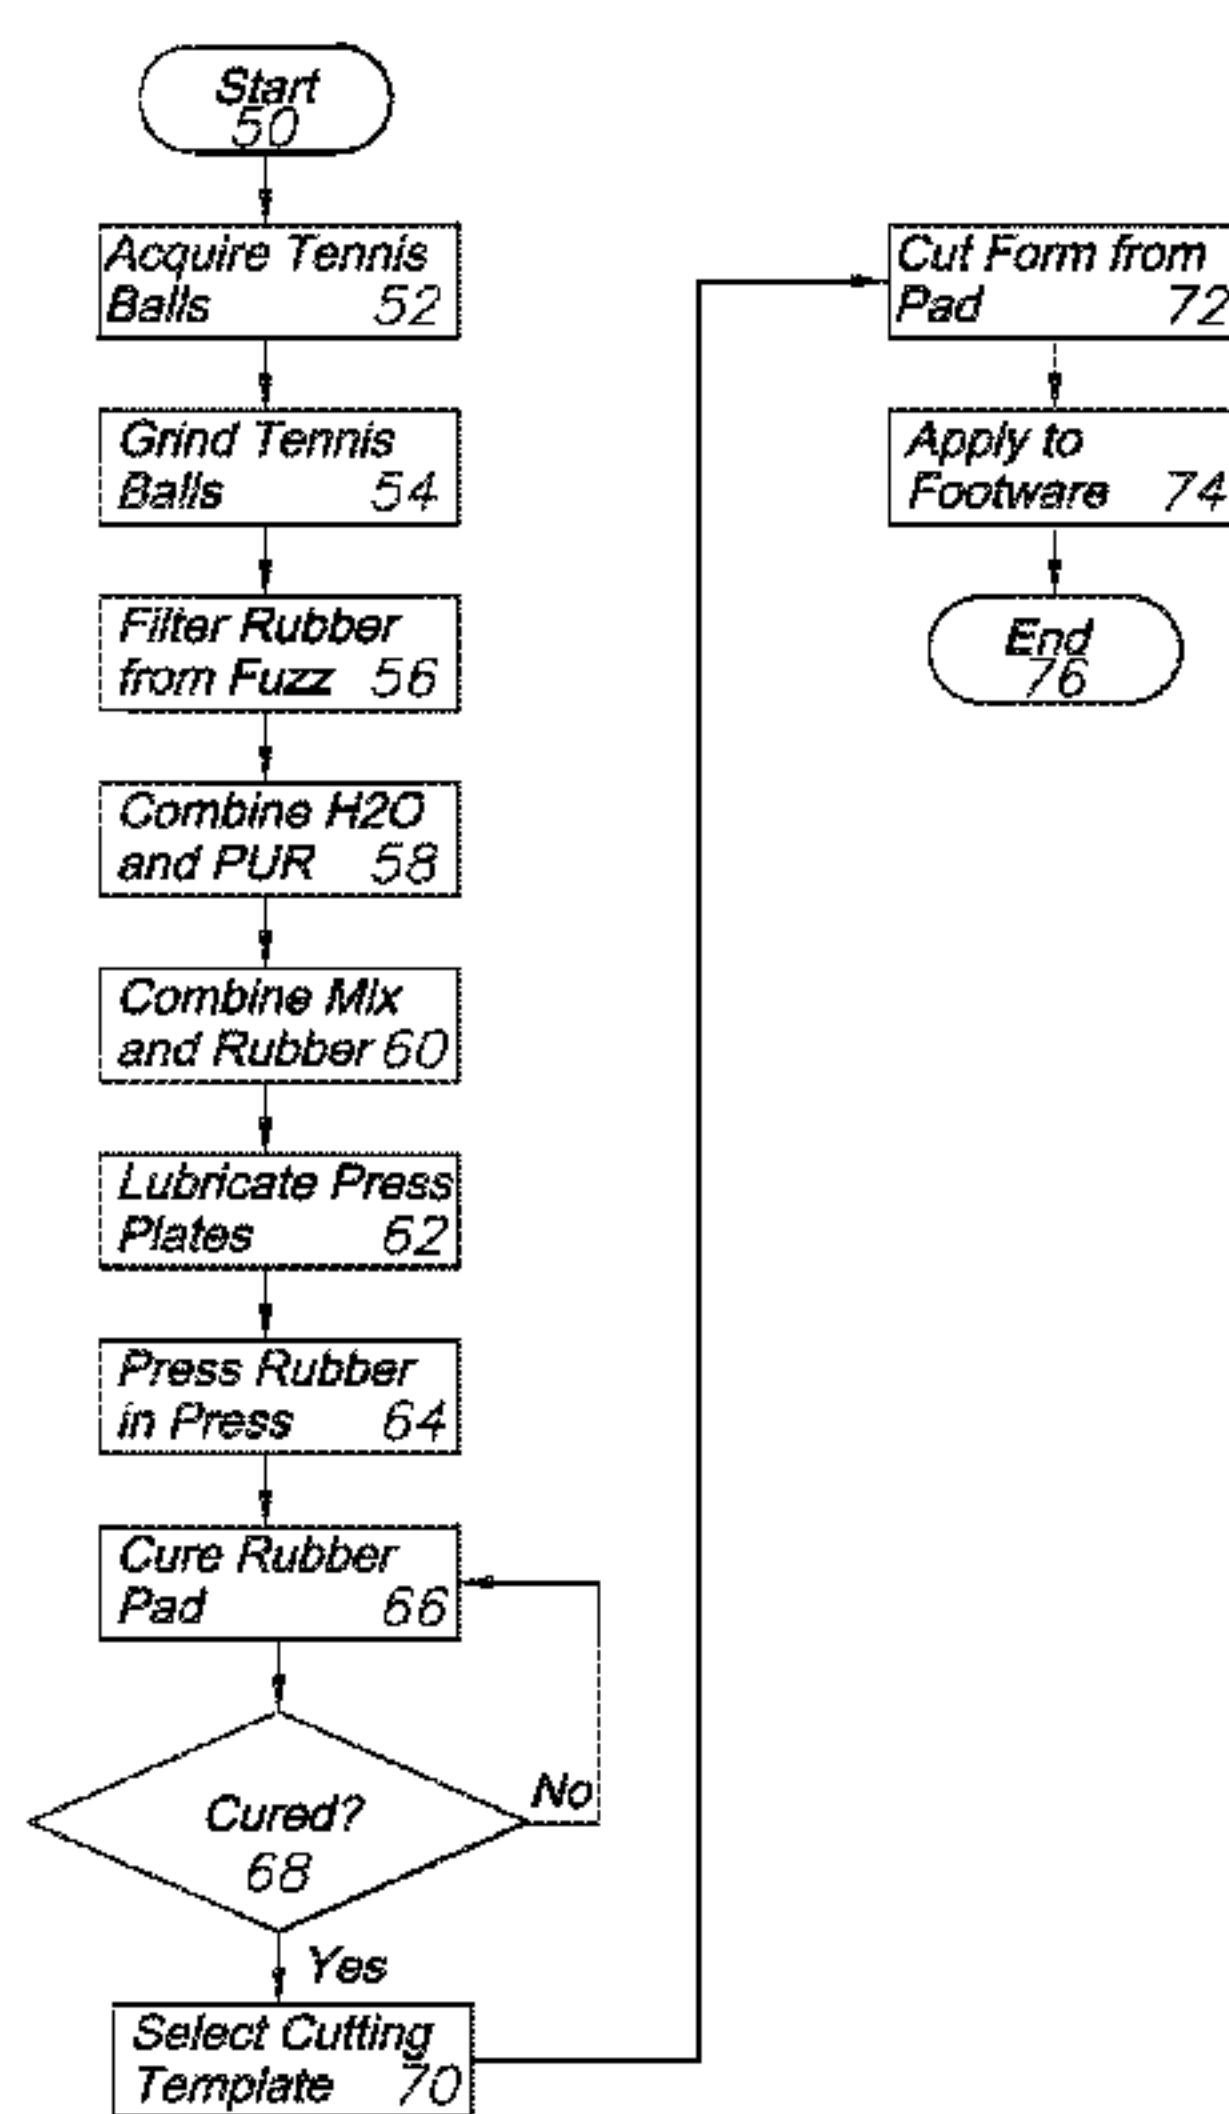 Start
50
Acquire Tennis
Balls 52
Grind Tennis
Balls 54
Filter Rubber
from Fuzz 56
Combine H2O
and PUR 58
Combine Mix
and Rubber 60
Lubricate Press
Plates 62
Press Rubber
in Press 64
Cure Rubber
Pad 66
Cured?
68
No
Yes
Select Cutting
Template 70
Cut Form from
Pad 72
Apply to
Footware 74
End
76